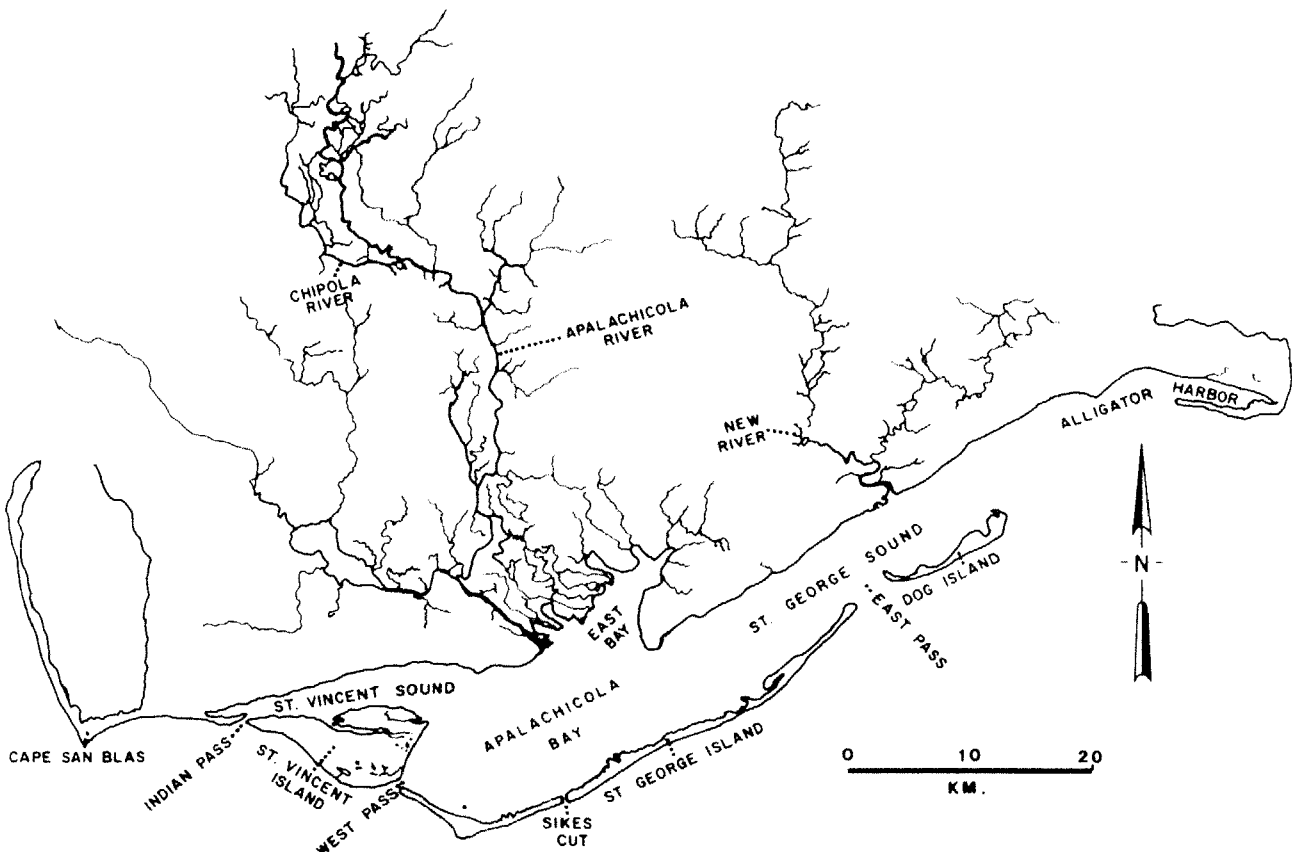 CHIPOLA
RIVER
APALACHICOLA
RIVER
NEW
RIVER
ALLIGATOR HARBOR
N
ST. GEORGE SOUND
DOG ISLAND
EAST PASS
EAST
BAY
ST. VINCENT SOUND
APALACHICOLA
BAY
CAPE SAN BLAS
INDIAN PASS
ST. VINCENT
ISLAND
WEST PASS
ST GEORGE ISLAND
SIKES
CUT
0 10 20
KM.